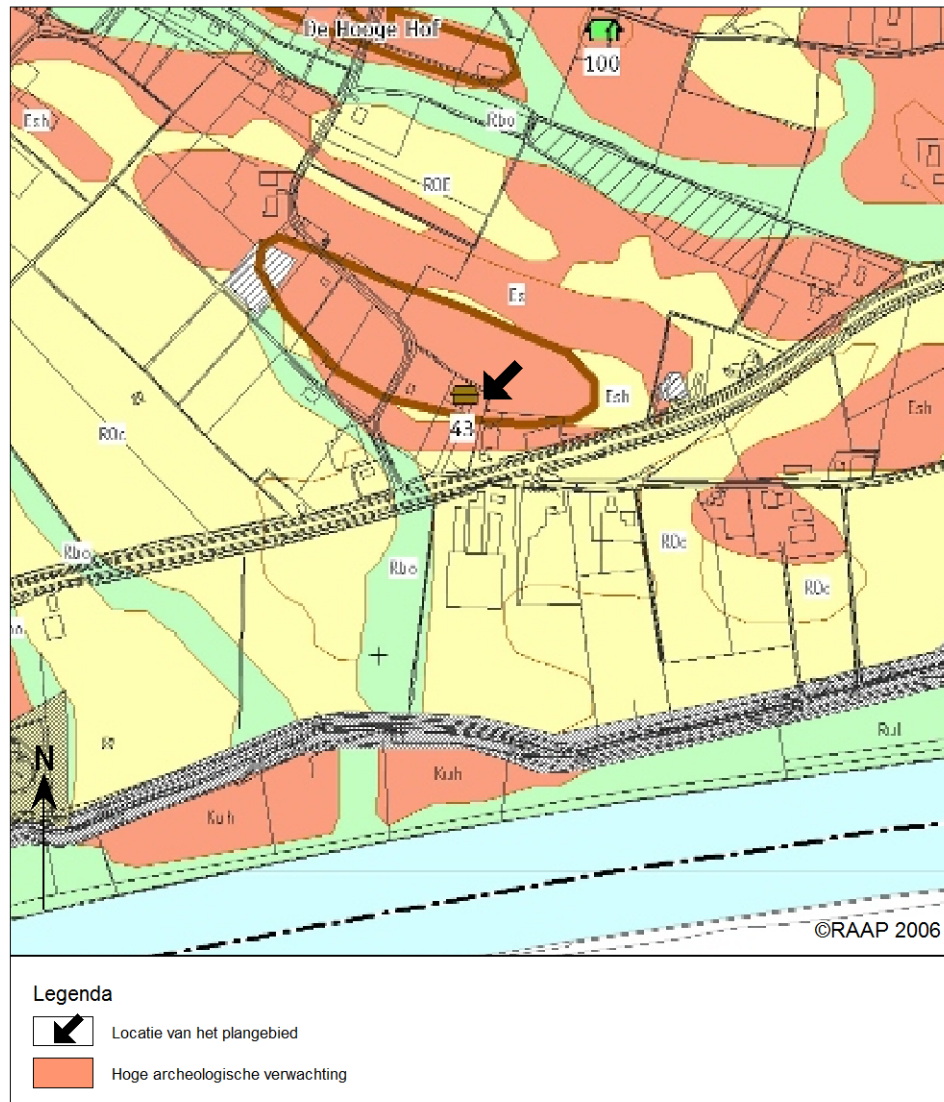 De Hooge Hof
100
Esh
Rbo
ROE
Es
Esh
43
Esh
ROc
Rbo
Rbo
ROc
ROc
Rul
N
Kuh
Kuh
©RAAP 2006
Legenda
Locatie van het plangebied
Hoge archeologische verwachting